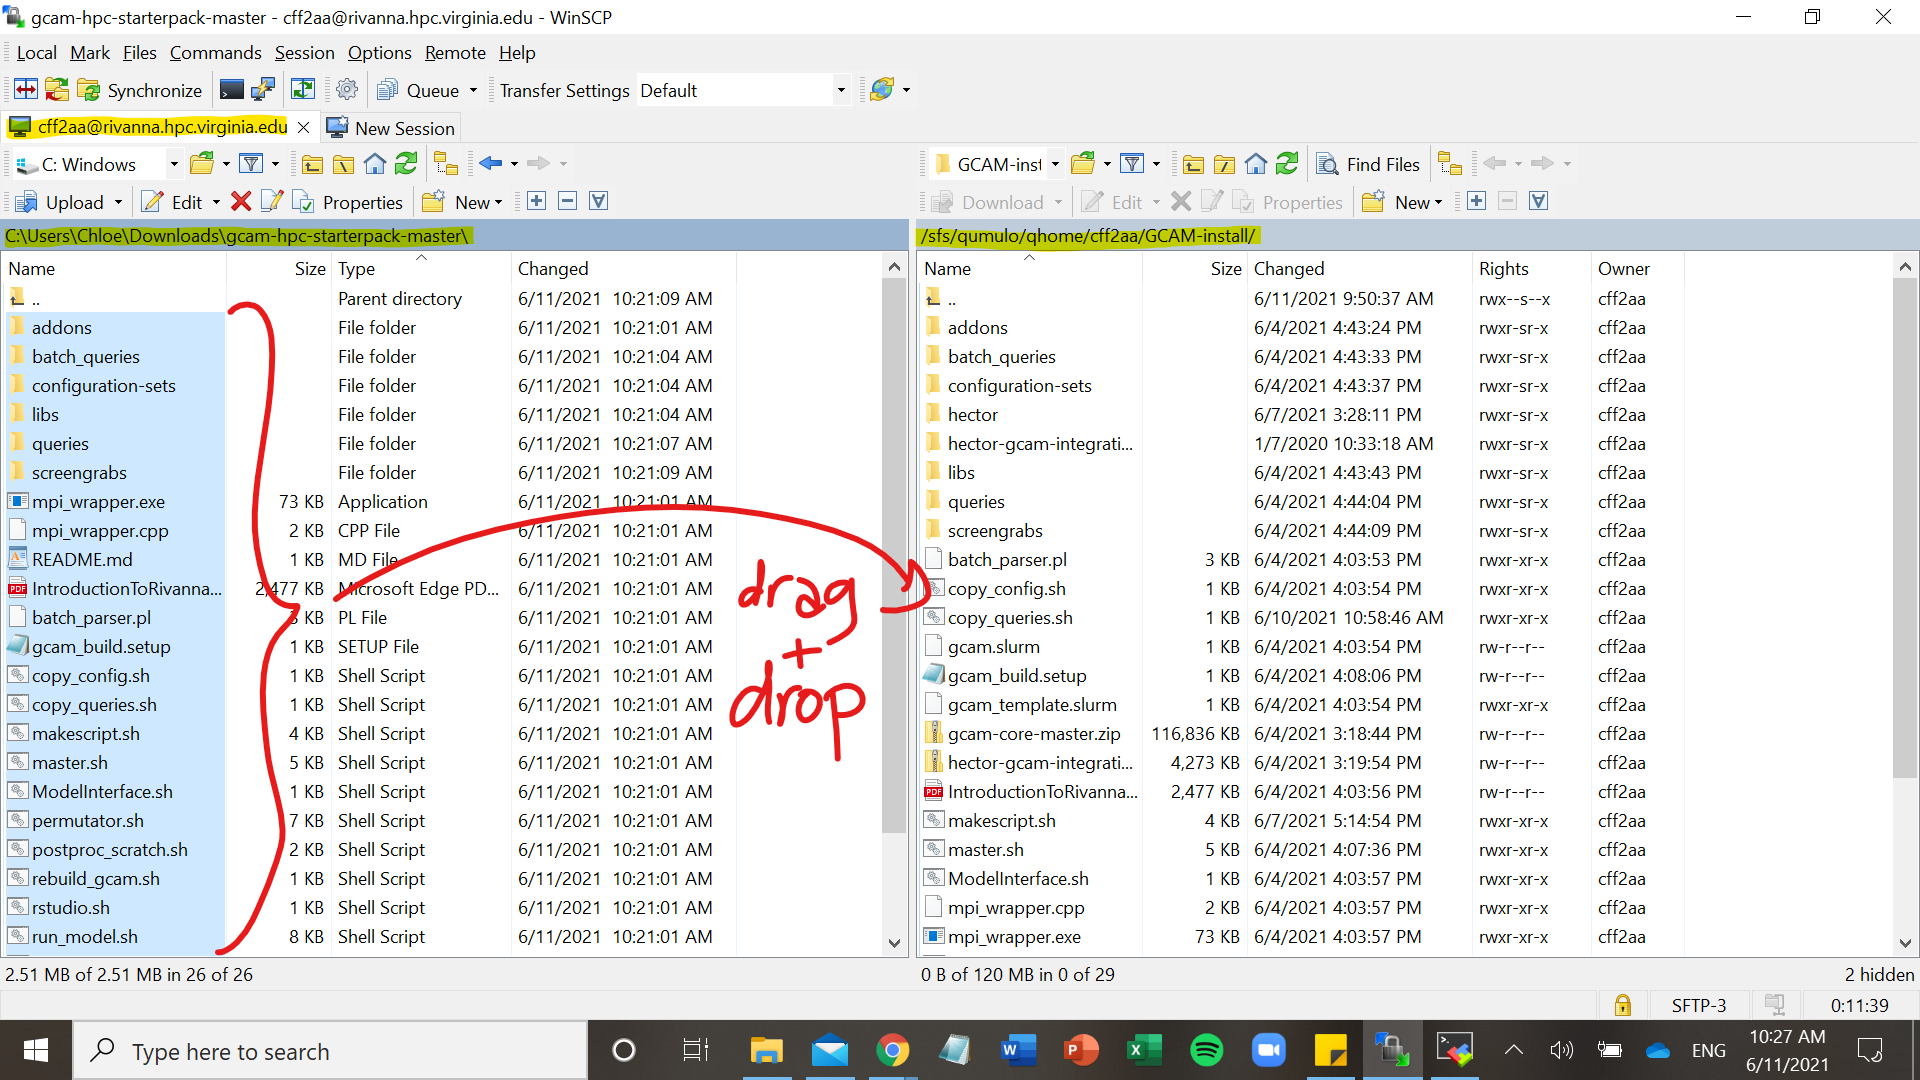 gcam-hpc-starterpack-master - cff2aa@rivanna.hpc.virginia.edu - WinSCP
Local Mark Files Commands Session Options Remote Help
Synchronize Queue Transfer Settings Default
cff2aa@rivanna.hpc.virginia.edu New Session
C: Windows GCAM-inst Find Files
Upload Edit Properties New Download Edit Properties New
C:\Users\Chloe\Downloads\gcam-hpc-starterpack-master\
Name Size Type Changed
.. Parent directory 6/11/2021 10:21:09 AM
addons File folder 6/11/2021 10:21:01 AM
batch_queries File folder 6/11/2021 10:21:04 AM
configuration-sets File folder 6/11/2021 10:21:04 AM
libs File folder 6/11/2021 10:21:04 AM
queries File folder 6/11/2021 10:21:07 AM
screengrabs File folder 6/11/2021 10:21:09 AM
mpi_wrapper.exe 73 KB Application 6/11/2021 10:21:01 AM
mpi_wrapper.cpp 2 KB CPP File 6/11/2021 10:21:01 AM
README.md 1 KB MD File 6/11/2021 10:21:01 AM
IntroductionToRivanna... 2,477 KB Microsoft Edge PD... 6/11/2021 10:21:01 AM
batch_parser.pl 3 KB PL File 6/11/2021 10:21:01 AM
gcam_build.setup 1 KB SETUP File 6/11/2021 10:21:01 AM
copy_config.sh 1 KB Shell Script 6/11/2021 10:21:01 AM
copy_queries.sh 1 KB Shell Script 6/11/2021 10:21:01 AM
makescript.sh 4 KB Shell Script 6/11/2021 10:21:01 AM
master.sh 5 KB Shell Script 6/11/2021 10:21:01 AM
ModelInterface.sh 1 KB Shell Script 6/11/2021 10:21:01 AM
permutator.sh 7 KB Shell Script 6/11/2021 10:21:01 AM
postproc_scratch.sh 2 KB Shell Script 6/11/2021 10:21:01 AM
rebuild_gcam.sh 1 KB Shell Script 6/11/2021 10:21:01 AM
rstudio.sh 1 KB Shell Script 6/11/2021 10:21:01 AM
run_model.sh 8 KB Shell Script 6/11/2021 10:21:01 AM
2.51 MB of 2.51 MB in 26 of 26
drag
+
drop
/sfs/qumulo/qhome/cff2aa/GCAM-install/
Name Size Changed Rights Owner
.. 6/11/2021 9:50:37 AM rwx--s--x cff2aa
addons 6/4/2021 4:43:24 PM rwxr-sr-x cff2aa
batch_queries 6/4/2021 4:43:33 PM rwxr-sr-x cff2aa
configuration-sets 6/4/2021 4:43:37 PM rwxr-sr-x cff2aa
hector 6/7/2021 3:28:11 PM rwxr-sr-x cff2aa
hector-gcam-integrati... 1/7/2020 10:33:18 AM rwxr-sr-x cff2aa
libs 6/4/2021 4:43:43 PM rwxr-sr-x cff2aa
queries 6/4/2021 4:44:04 PM rwxr-sr-x cff2aa
screengrabs 6/4/2021 4:44:09 PM rwxr-sr-x cff2aa
batch_parser.pl 3 KB 6/4/2021 4:03:53 PM rwxr-xr-x cff2aa
copy_config.sh 1 KB 6/4/2021 4:03:54 PM rwxr-xr-x cff2aa
copy_queries.sh 1 KB 6/10/2021 10:58:46 AM rwxr-xr-x cff2aa
gcam.slurm 1 KB 6/4/2021 4:03:54 PM rw-r--r-- cff2aa
gcam_build.setup 1 KB 6/4/2021 4:08:06 PM rw-r--r-- cff2aa
gcam_template.slurm 1 KB 6/4/2021 4:03:54 PM rw-r--r-- cff2aa
gcam-core-master.zip 116,836 KB 6/4/2021 3:18:44 PM rw-r--r-- cff2aa
hector-gcam-integrati... 4,273 KB 6/4/2021 3:19:54 PM rw-r--r-- cff2aa
IntroductionToRivanna... 2,477 KB 6/4/2021 4:03:56 PM rw-r--r-- cff2aa
makescript.sh 4 KB 6/7/2021 5:14:54 PM rwxr-xr-x cff2aa
master.sh 5 KB 6/4/2021 4:07:36 PM rwxr-xr-x cff2aa
ModelInterface.sh 1 KB 6/4/2021 4:03:57 PM rwxr-xr-x cff2aa
mpi_wrapper.cpp 2 KB 6/4/2021 4:03:57 PM rwxr-xr-x cff2aa
mpi_wrapper.exe 73 KB 6/4/2021 4:03:57 PM rwxr-xr-x cff2aa
0 B of 120 MB in 0 of 29 2 hidden
SFTP-3 0:11:39
Type here to search ENG 10:27 AM
6/11/2021